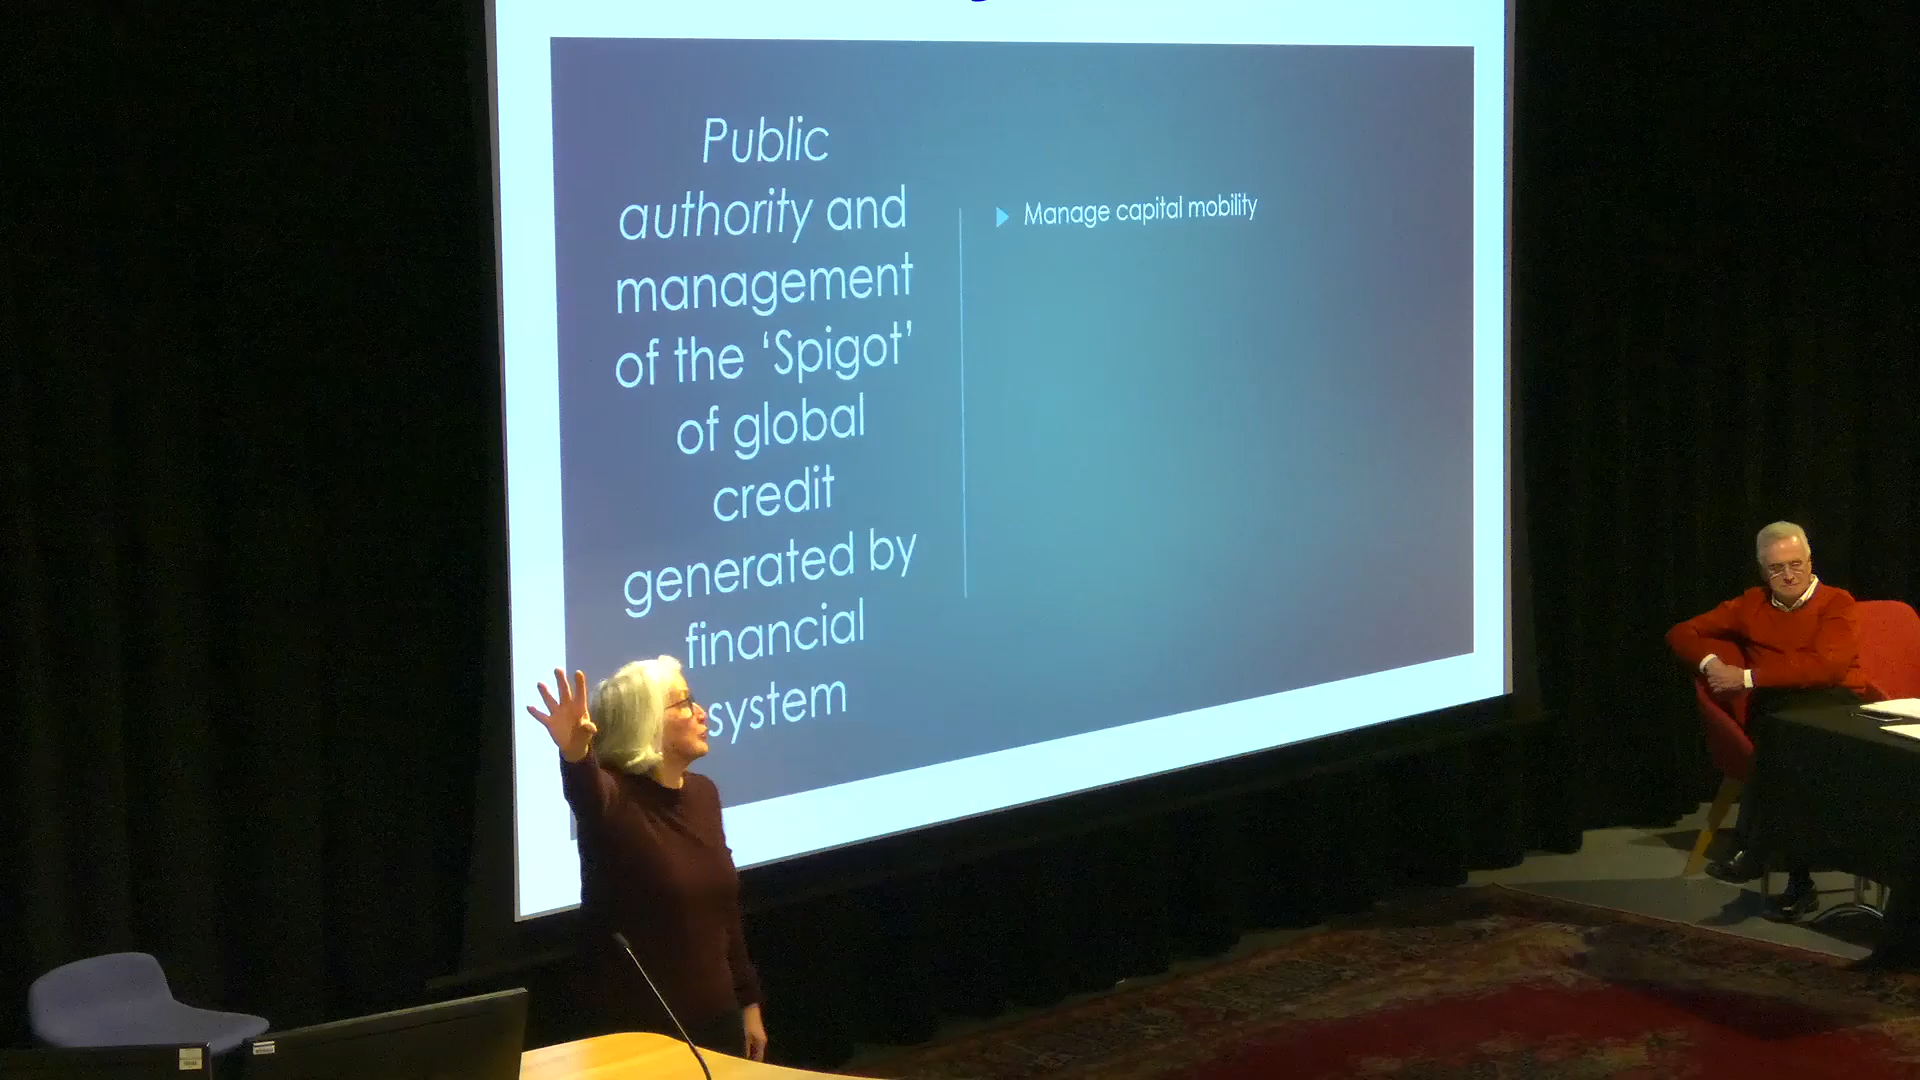 Public
authority and
management
of the ‘Spigot’
of global
credit
generated by
financial
system
Manage capital mobility